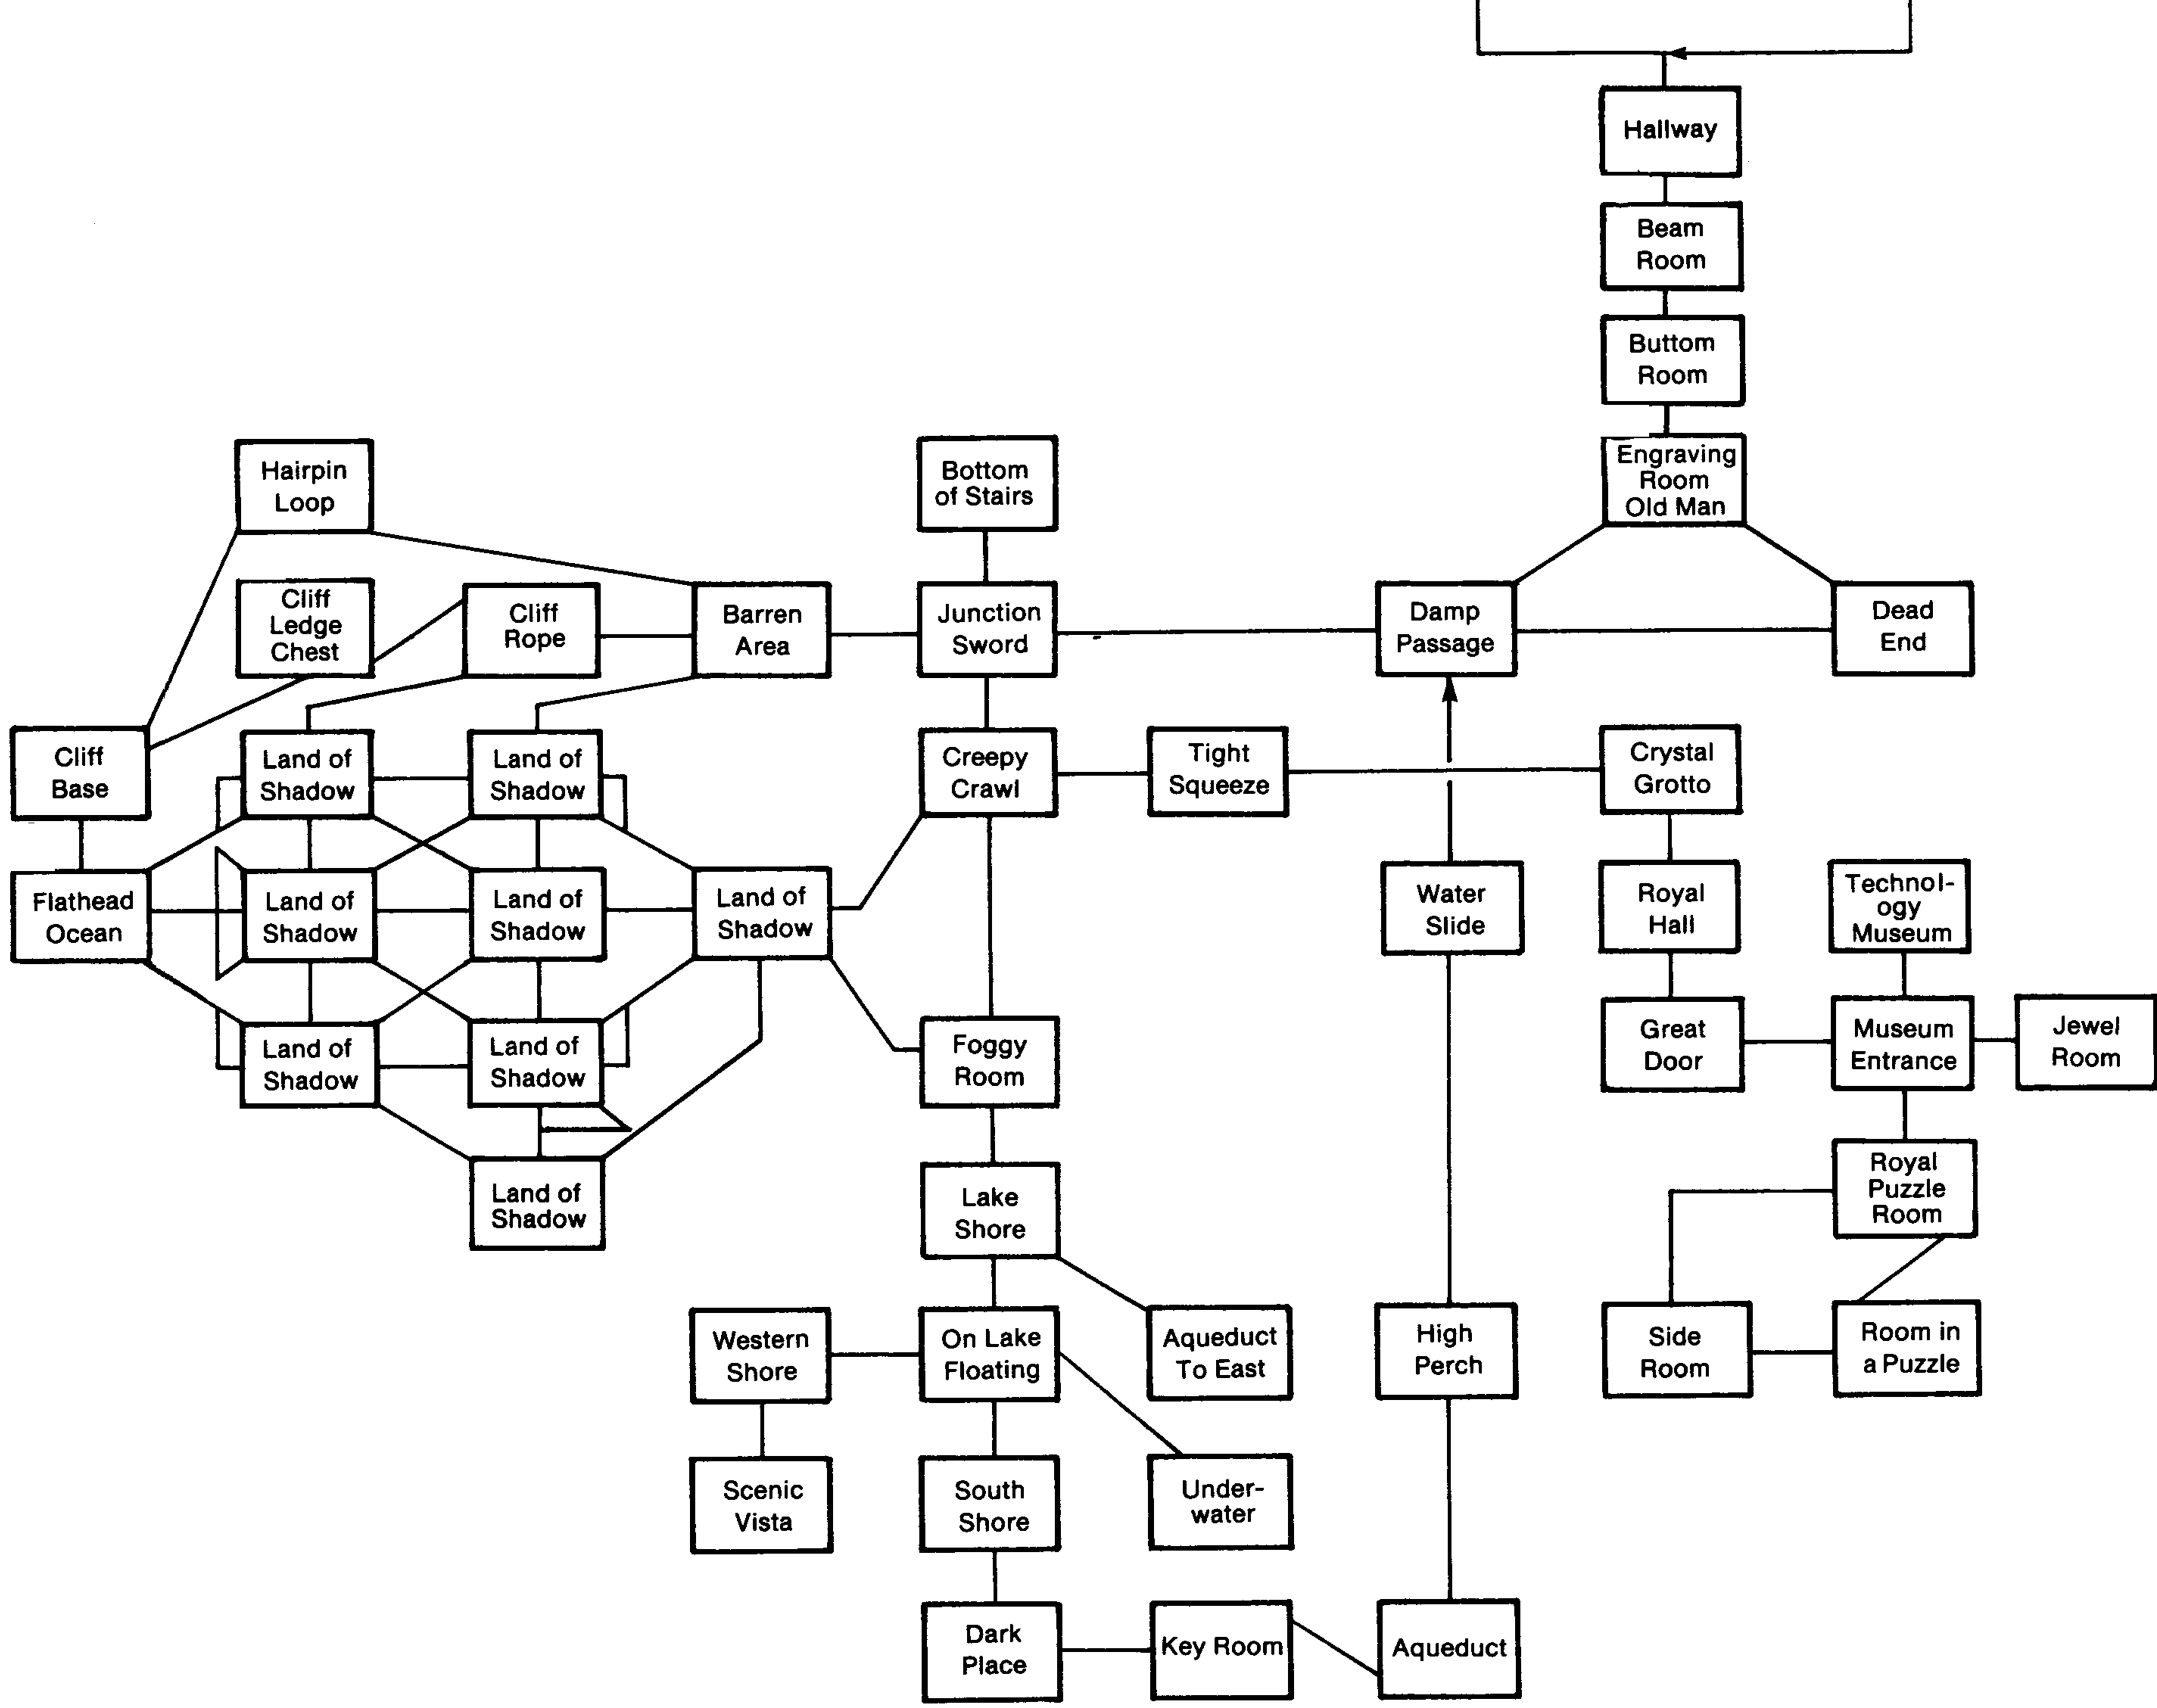 Hallway
Beam
Room
Buttom
Room
Engraving
Room
Old Man
Hairpin
Loop
Bottom
of Stairs
Cliff
Ledge
Chest
Cliff
Rope
Barren
Area
Junction
Sword
Damp
Passage
Dead
End
Cliff
Base
Land of
Shadow
Land of
Shadow
Creepy
Crawl
Tight
Squeeze
Crystal
Grotto
Flathead
Ocean
Land of
Shadow
Land of
Shadow
Land of
Shadow
Water
Slide
Royal
Hall
Technol-
ogy
Museum
Land of
Shadow
Land of
Shadow
Foggy
Room
Great
Door
Museum
Entrance
Jewel
Room
Land of
Shadow
Lake
Shore
Royal
Puzzle
Room
Western
Shore
On Lake
Floating
Aqueduct
To East
High
Perch
Side
Room
Room in
a Puzzle
Scenic
Vista
South
Shore
Under-
water
Dark
Place
Key Room
Aqueduct